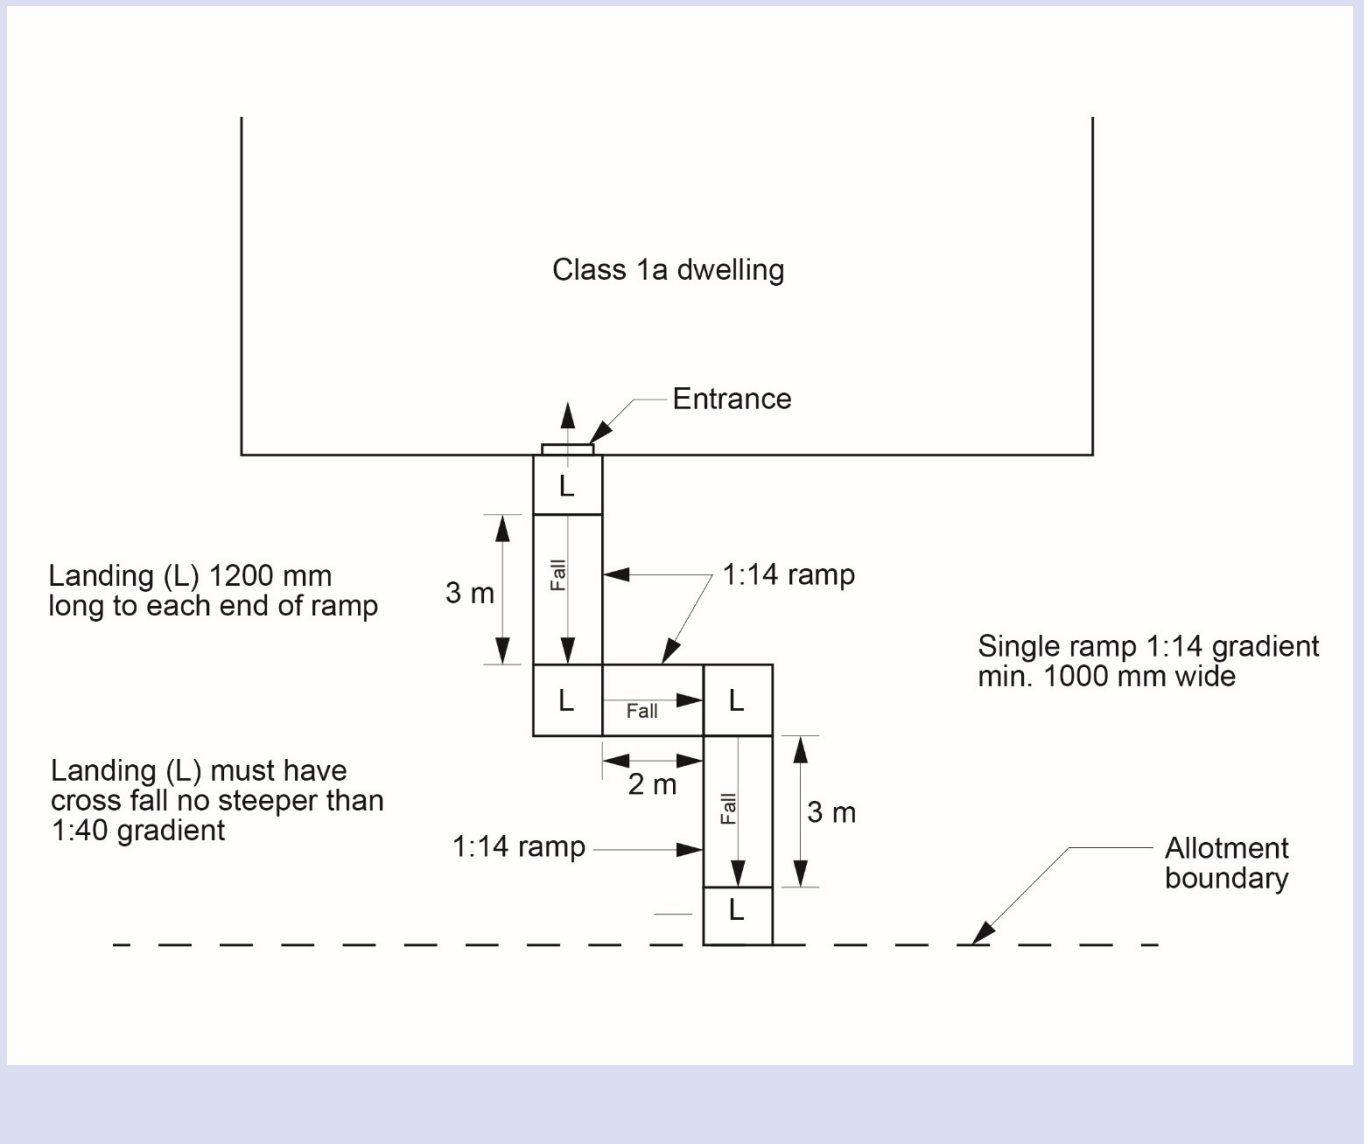 Class 1a dwelling
Entrance
L
Landing (L) 1200 mm
long to each end of ramp
3 m
Fall
1:14 ramp
Single ramp 1:14 gradient
min. 1000 mm wide
L
Fall
L
2 m
Landing (L) must have
cross fall no steeper than
1:40 gradient
Fall
3 m
1:14 ramp
Allotment
boundary
L